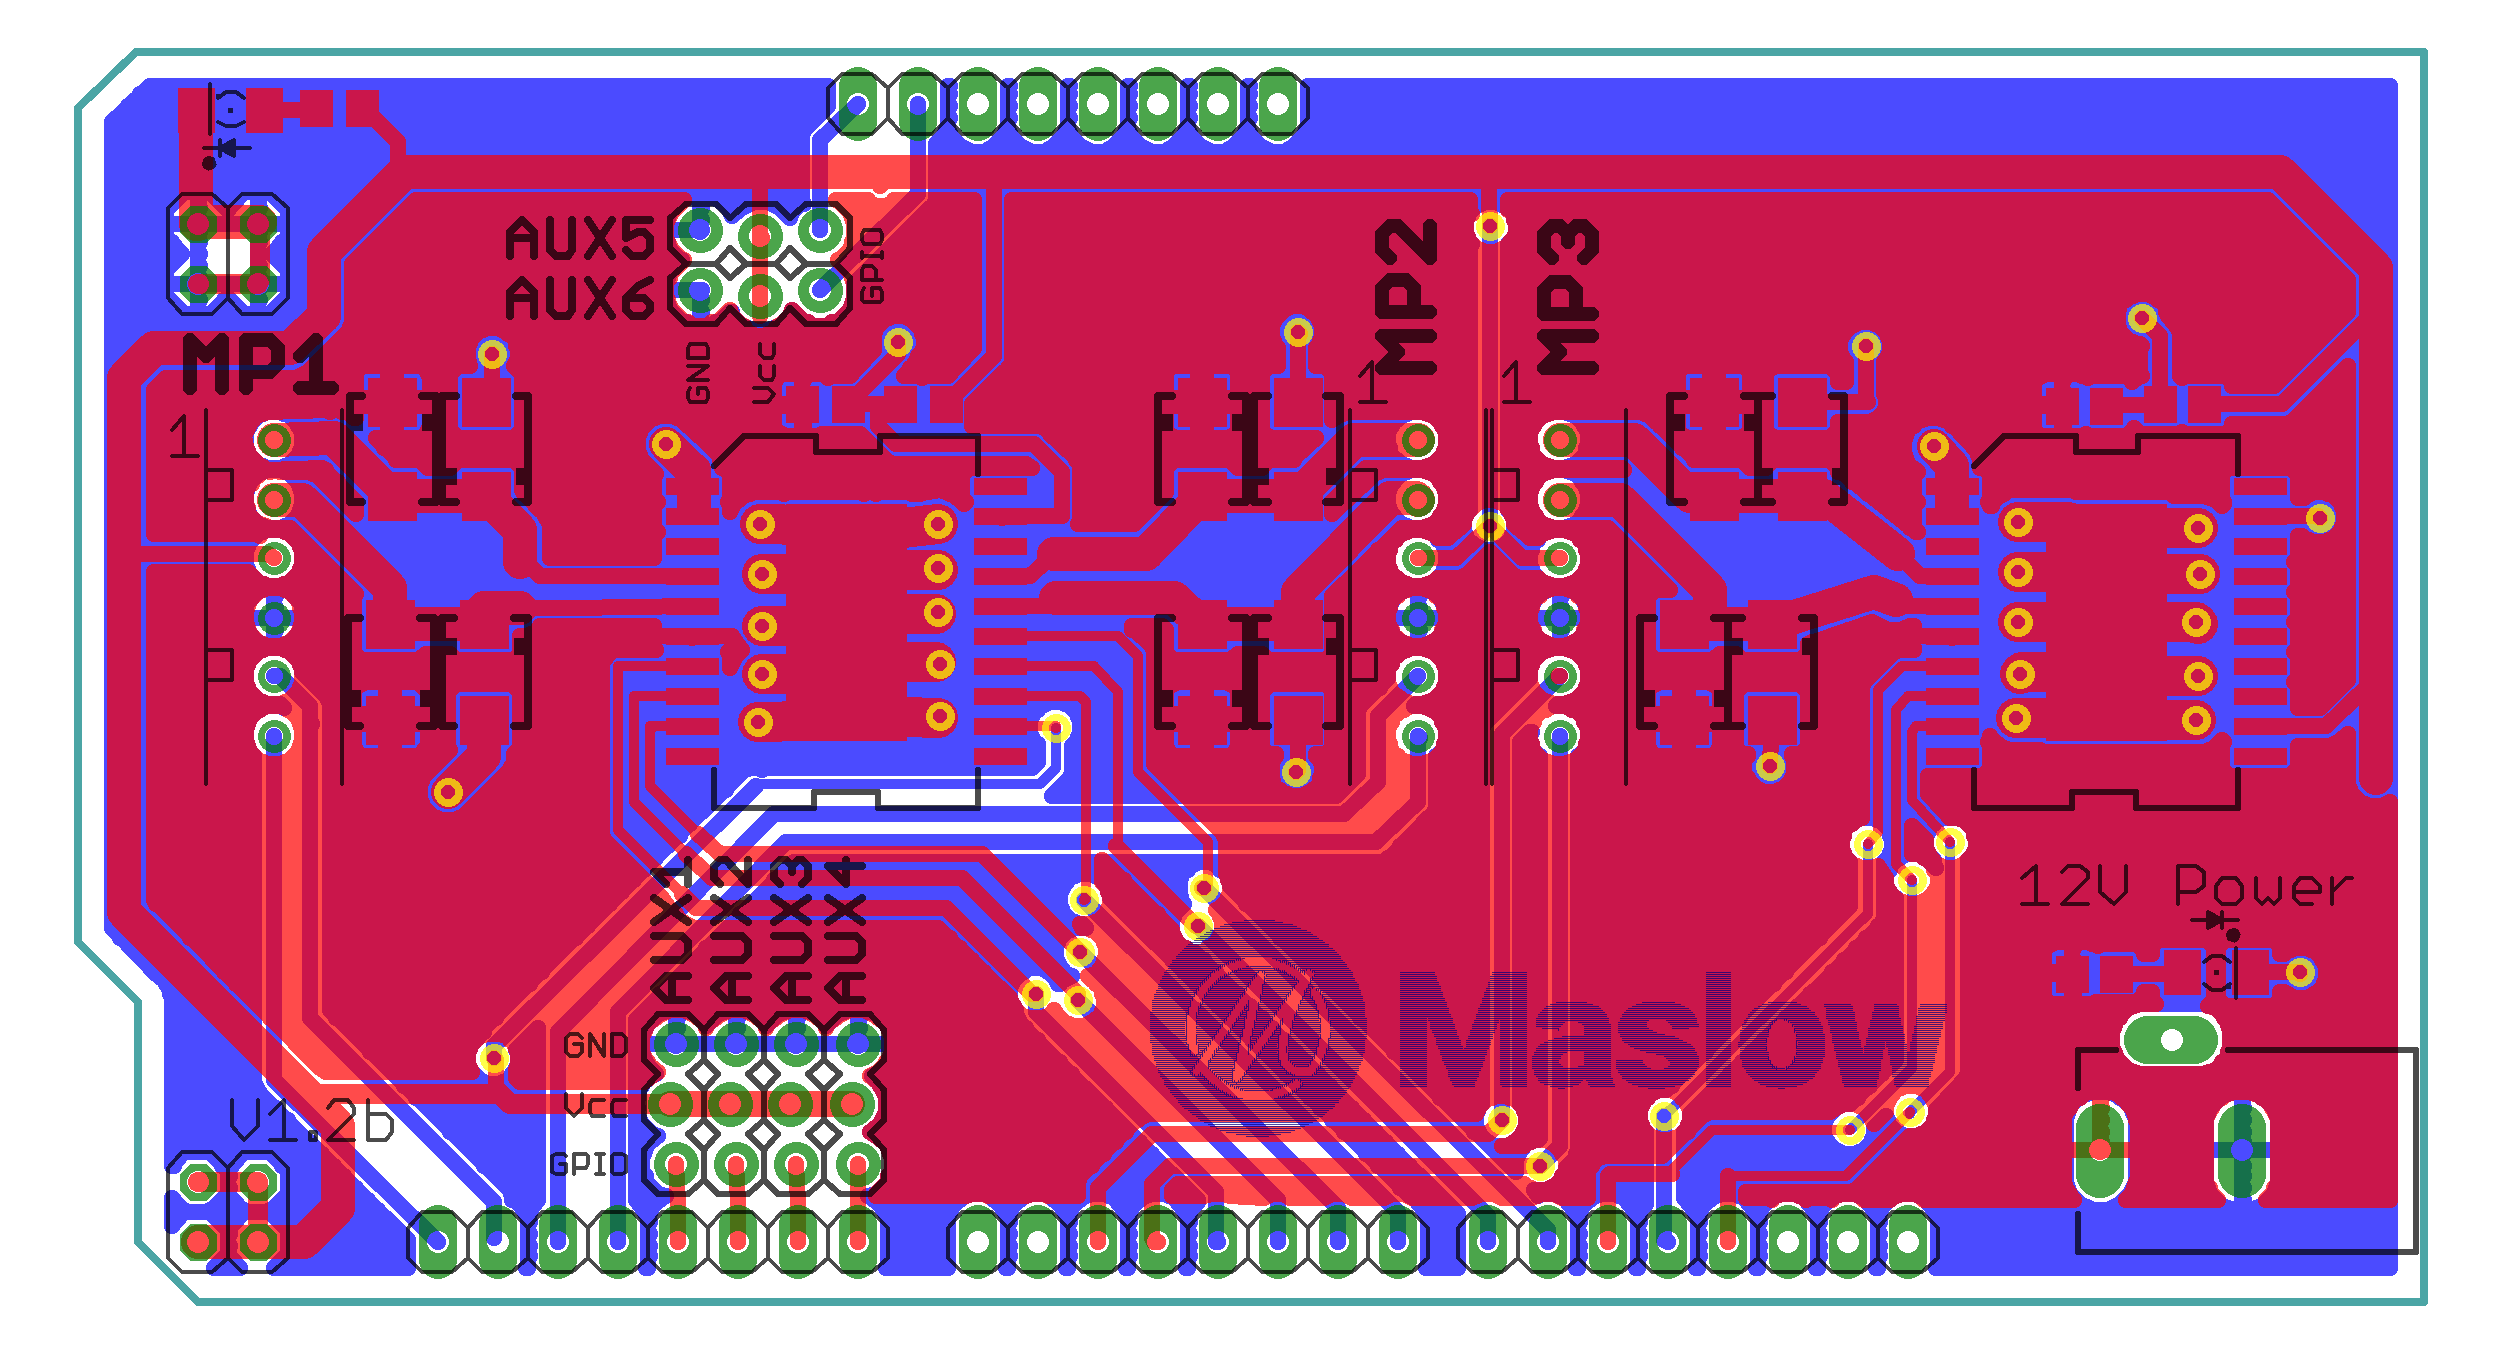 AUX5
AUX6
GPIO
GND
Vcc
MP1
MP2
MP3
1
1
1
AUX1
AUX2
AUX3
AUX4
GND
Vcc
GPIO
12V Power
Maslow
V1.2b